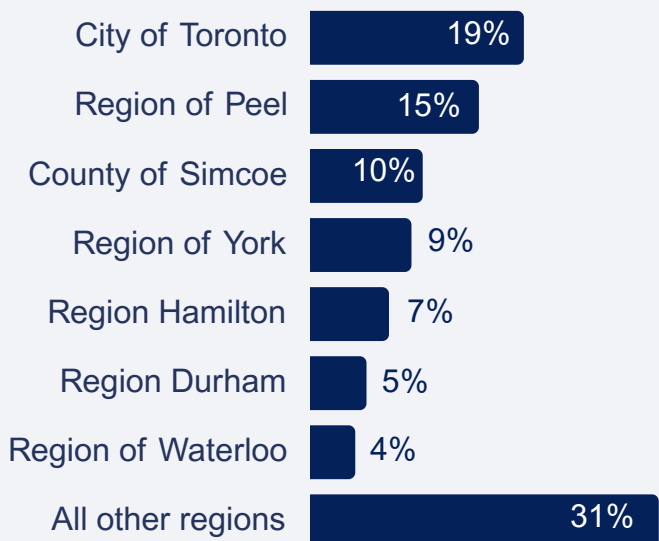 City of Toronto 19%
Region of Peel 15%
County of Simcoe 10%
Region of York 9%
Region Hamilton 7%
Region Durham 5%
Region of Waterloo 4%
All other regions 31%